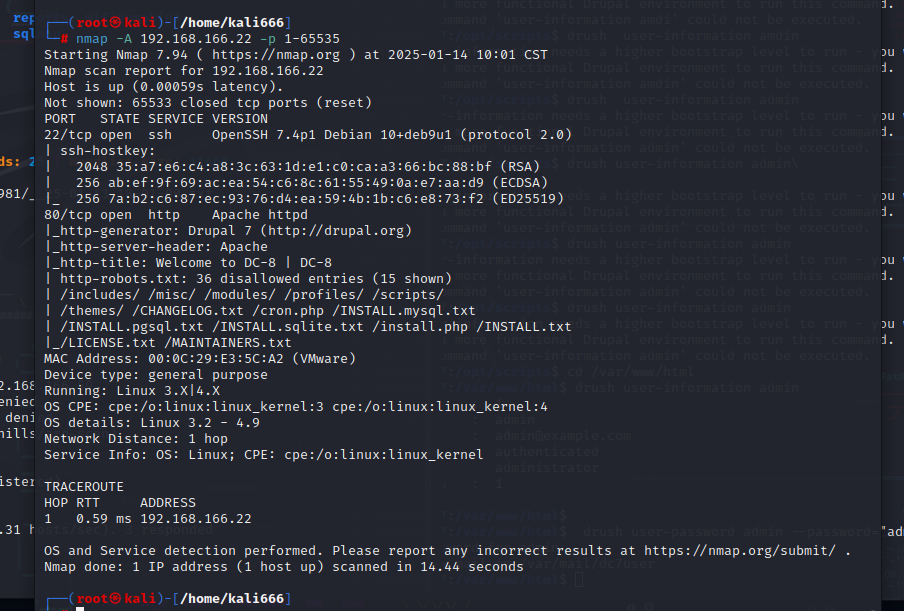 ┌──(root㉿kali)-[/home/kali666]
└─# nmap -A 192.168.166.22 -p 1-65535
Starting Nmap 7.94 ( https://nmap.org ) at 2025-01-14 10:01 CST
Nmap scan report for 192.168.166.22
Host is up (0.00059s latency).
Not shown: 65533 closed tcp ports (reset)
PORT   STATE SERVICE VERSION
22/tcp open  ssh     OpenSSH 7.4p1 Debian 10+deb9u1 (protocol 2.0)
| ssh-hostkey:
|   2048 35:a7:e6:c4:a8:3c:63:1d:e1:c0:ca:a3:66:bc:88:bf (RSA)
|   256 ab:ef:9f:69:ac:ea:54:c6:8c:61:55:49:0a:e7:aa:d9 (ECDSA)
|_  256 7a:b2:c6:87:ec:93:76:d4:ea:59:4b:1b:c6:e8:73:f2 (ED25519)
80/tcp open  http    Apache httpd
|_http-generator: Drupal 7 (http://drupal.org)
|_http-server-header: Apache
|_http-title: Welcome to DC-8 | DC-8
| http-robots.txt: 36 disallowed entries (15 shown)
| /includes/ /misc/ /modules/ /profiles/ /scripts/
| /themes/ /CHANGELOG.txt /cron.php /INSTALL.mysql.txt
| /INSTALL.pgsql.txt /INSTALL.sqlite.txt /install.php /INSTALL.txt
|_/LICENSE.txt /MAINTAINERS.txt
MAC Address: 00:0C:29:E3:5C:A2 (VMware)
Device type: general purpose
Running: Linux 3.X|4.X
OS CPE: cpe:/o:linux:linux_kernel:3 cpe:/o:linux:linux_kernel:4
OS details: Linux 3.2 - 4.9
Network Distance: 1 hop
Service Info: OS: Linux; CPE: cpe:/o:linux:linux_kernel
TRACEROUTE
HOP RTT     ADDRESS
1   0.59 ms 192.168.166.22
OS and Service detection performed. Please report any incorrect results at https://nmap.org/submit/ .
Nmap done: 1 IP address (1 host up) scanned in 14.44 seconds
┌──(root㉿kali)-[/home/kali666]